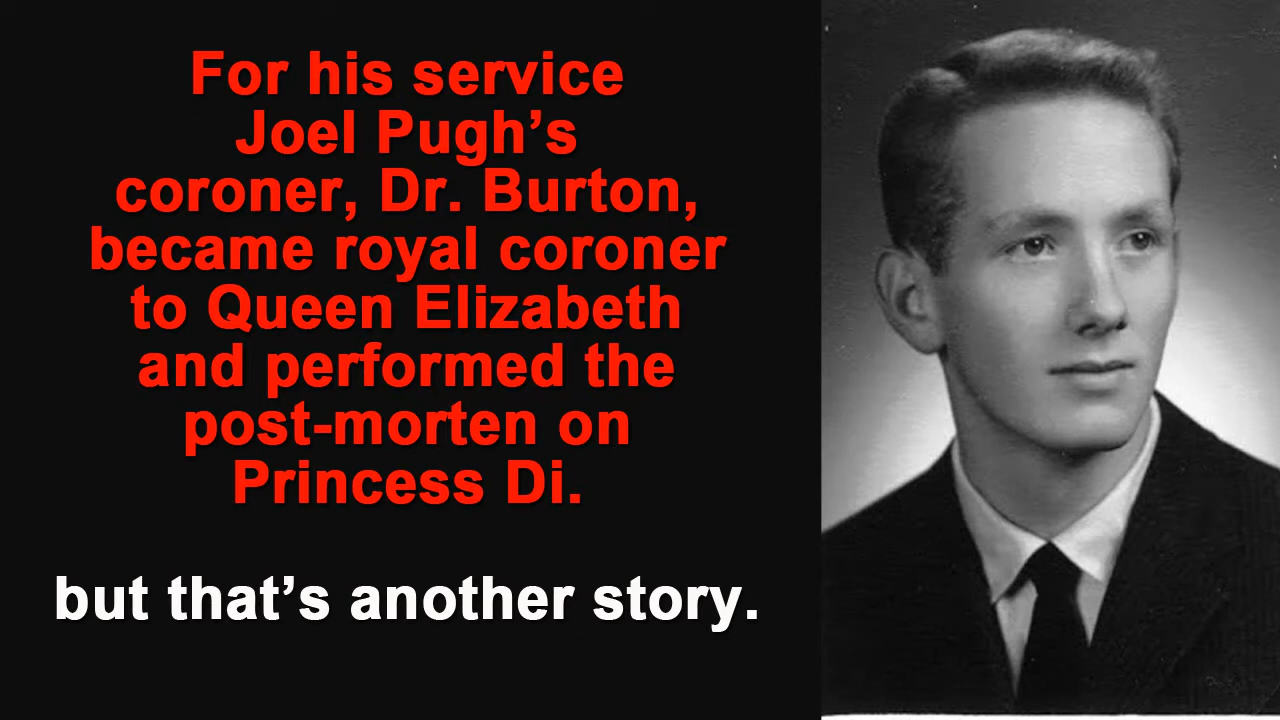 For his service
Joel Pugh’s
coroner, Dr. Burton,
became royal coroner
to Queen Elizabeth
and performed the
post-morten on
Princess Di.
but that’s another story.